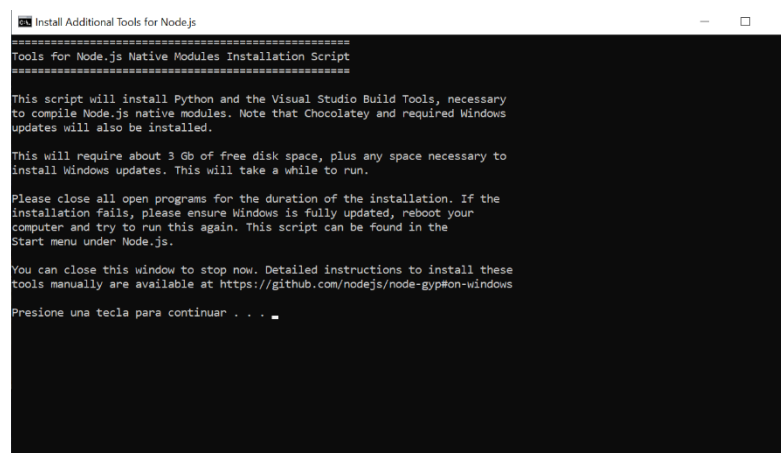 Install Additional Tools for Node.js
====================================================
Tools for Node.js Native Modules Installation Script
====================================================
This script will install Python and the Visual Studio Build Tools, necessary
to compile Node.js native modules. Note that Chocolatey and required Windows
updates will also be installed.
This will require about 3 Gb of free disk space, plus any space necessary to
install Windows updates. This will take a while to run.
Please close all open programs for the duration of the installation. If the
installation fails, please ensure Windows is fully updated, reboot your
computer and try to run this again. This script can be found in the
Start menu under Node.js.
You can close this window to stop now. Detailed instructions to install these
tools manually are available at https://github.com/nodejs/node-gyp#on-windows
Presione una tecla para continuar . . .